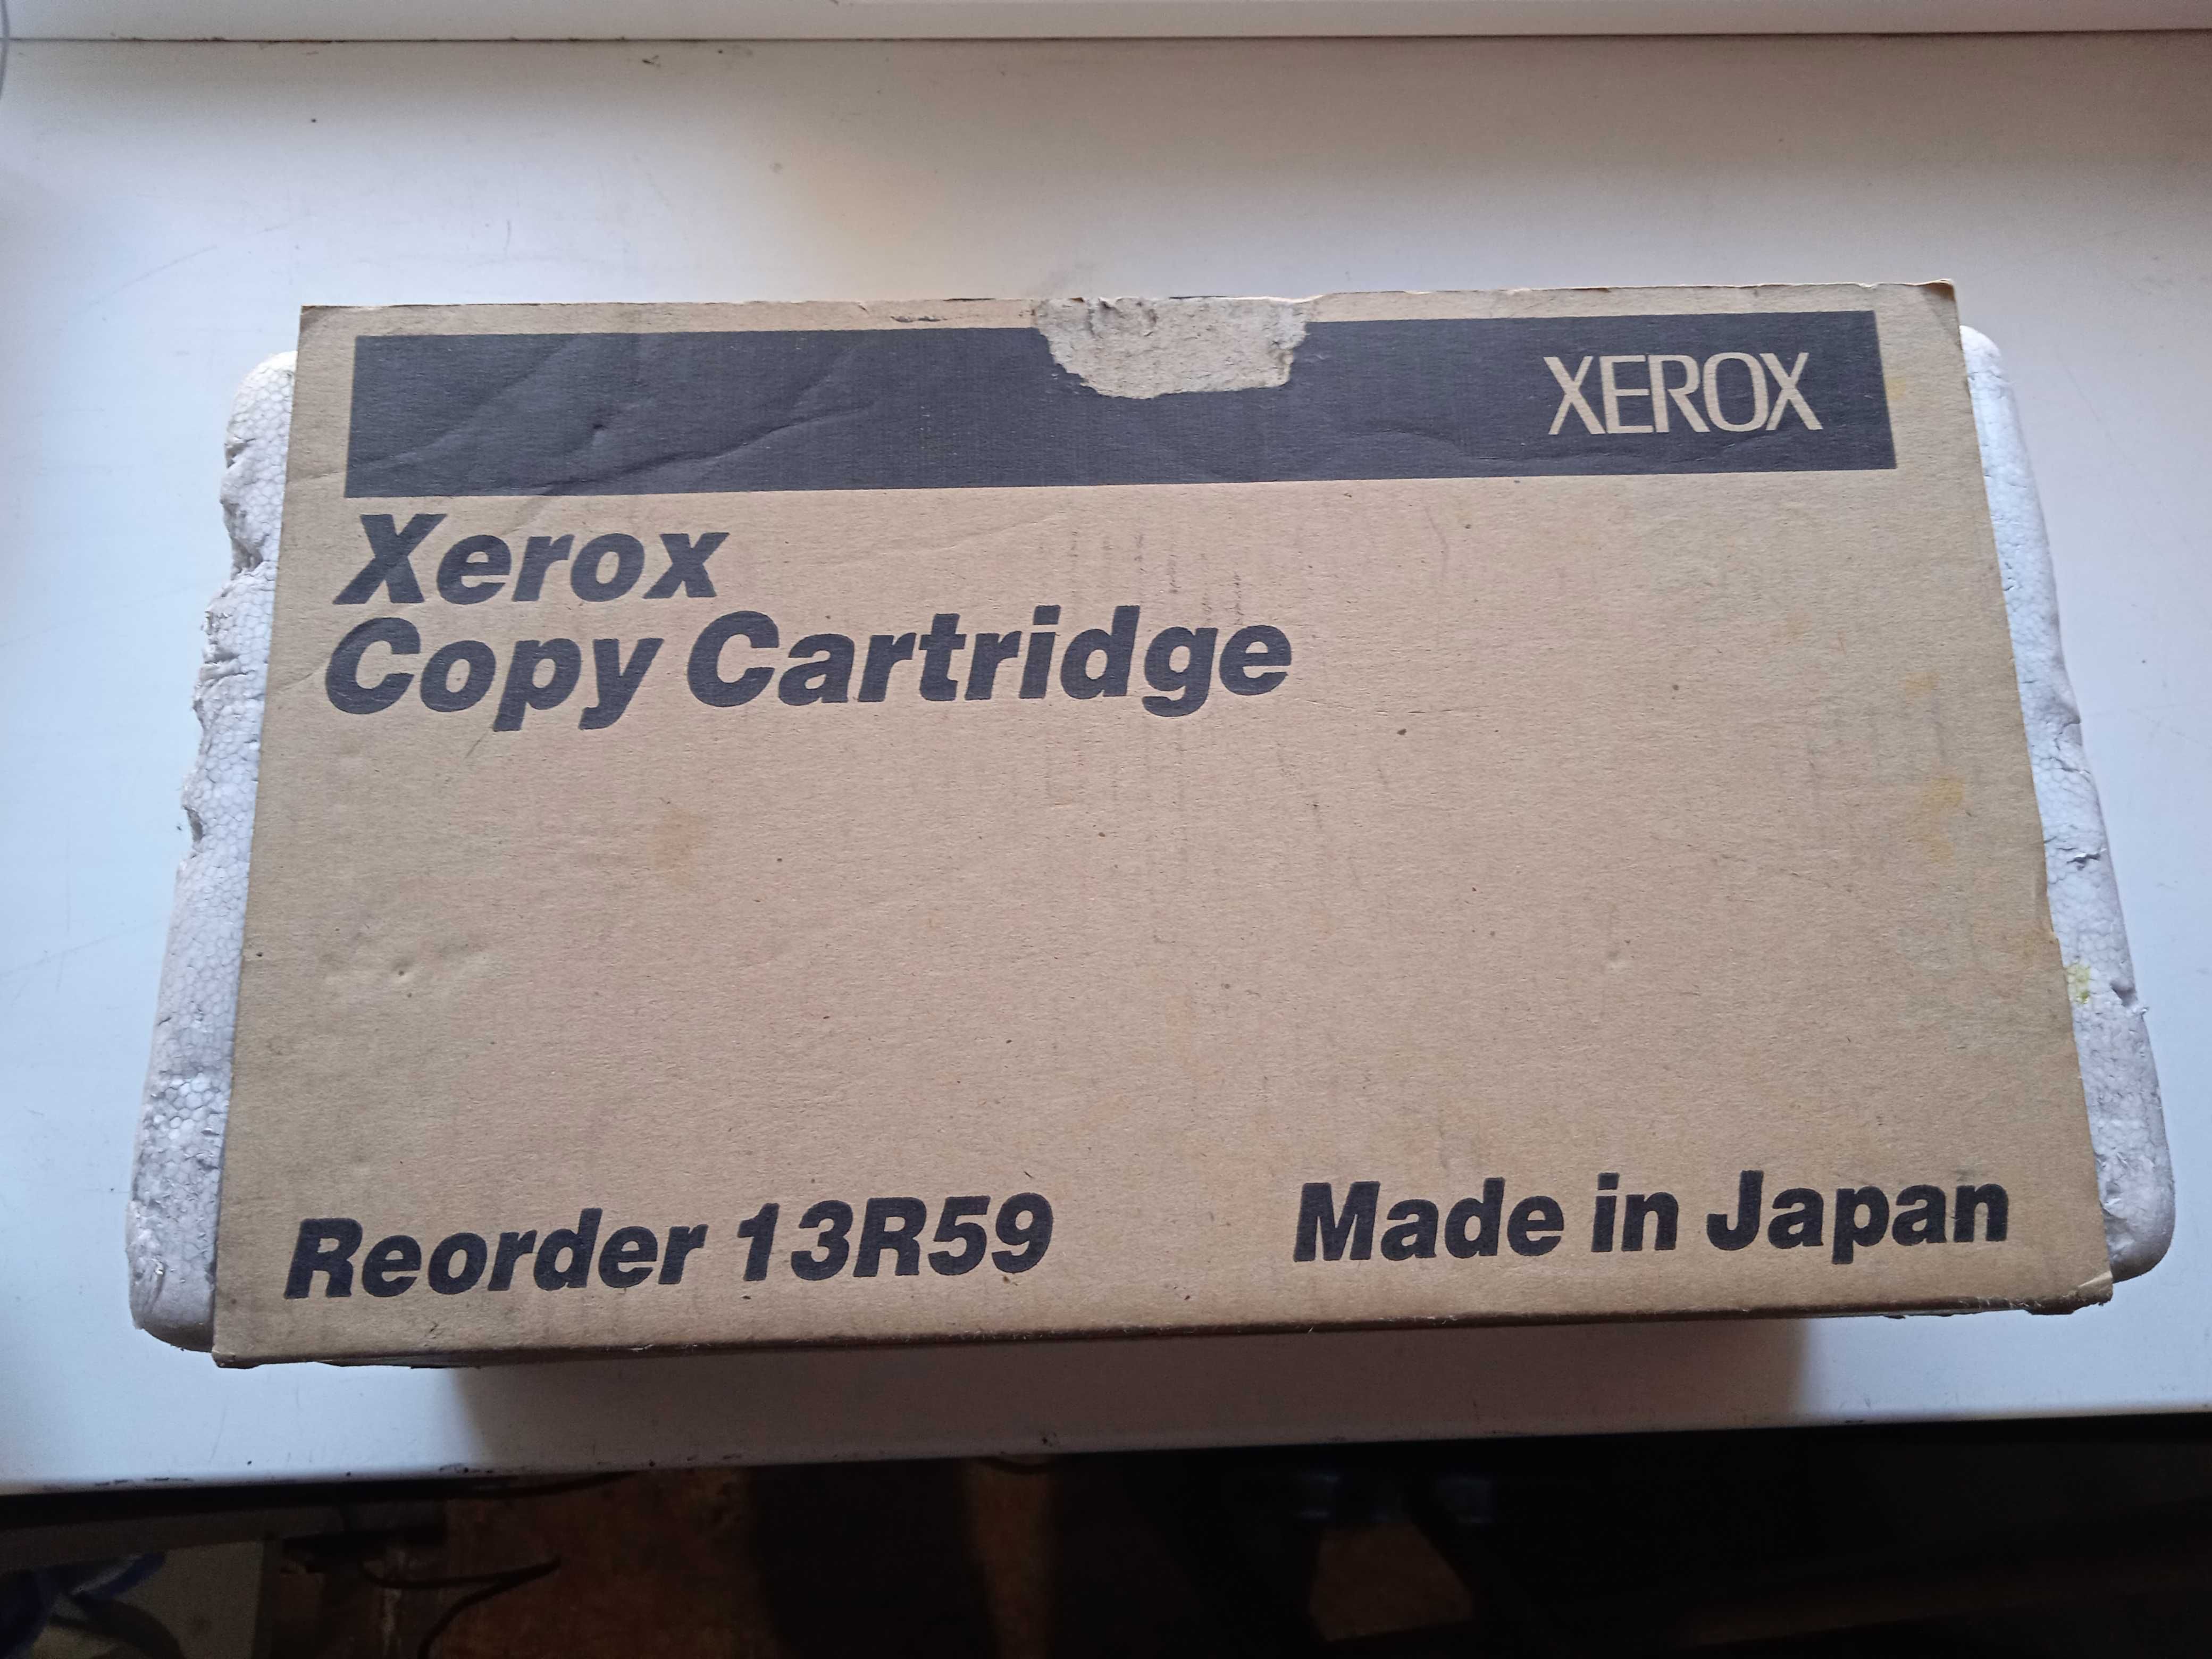 XEROX
Xerox
Copy Cartridge
Reorder 13R59 Made in Japan